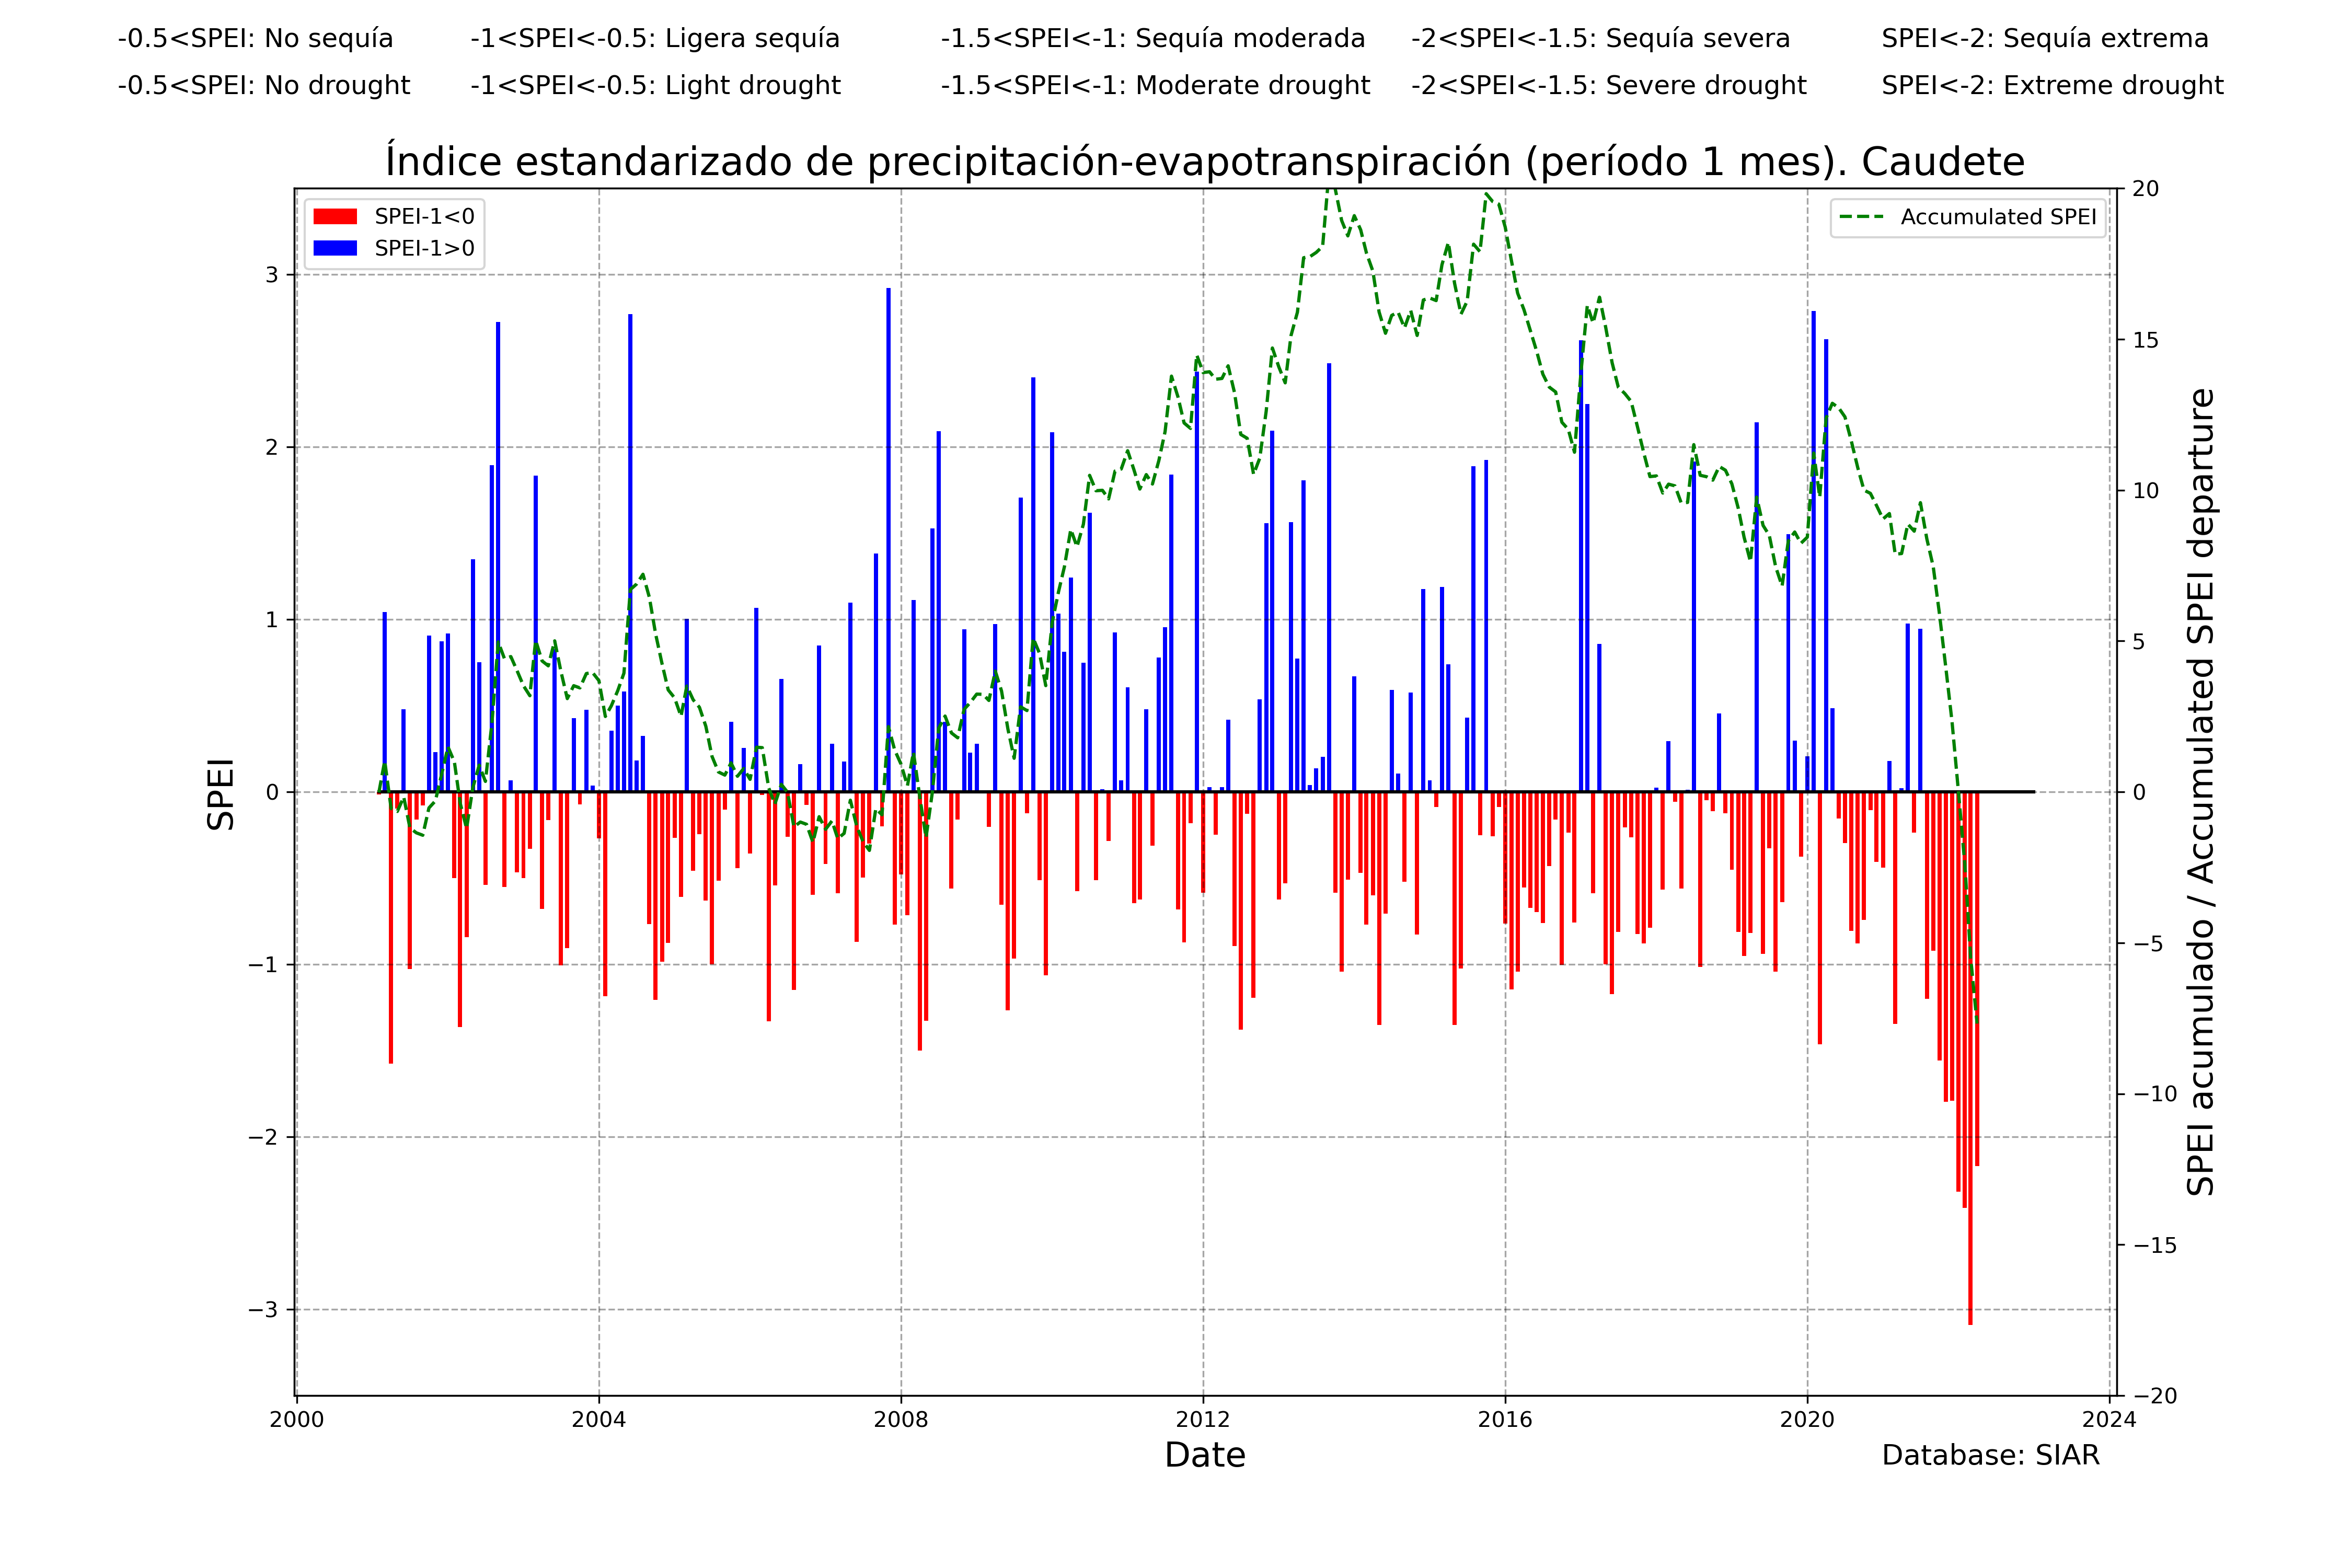 -0.5<SPEI: No sequía -1<SPEI<-0.5: Ligera sequía -1.5<SPEI<-1: Sequía moderada -2<SPEI<-1.5: Sequía severa SPEI<-2: Sequía extrema
-0.5<SPEI: No drought -1<SPEI<-0.5: Light drought -1.5<SPEI<-1: Moderate drought -2<SPEI<-1.5: Severe drought SPEI<-2: Extreme drought
Índice estandarizado de precipitación-evapotranspiración (período 1 mes). Caudete
SPEI-1<0
SPEI-1>0
Accumulated SPEI
SPEI
3
2
1
0
−1
−2
−3
20
15
10
5
0
−5
−10
−15
−20
SPEI acumulado / Accumulated SPEI departure
2000 2004 2008 2012 2016 2020 2024
Date
Database: SIAR